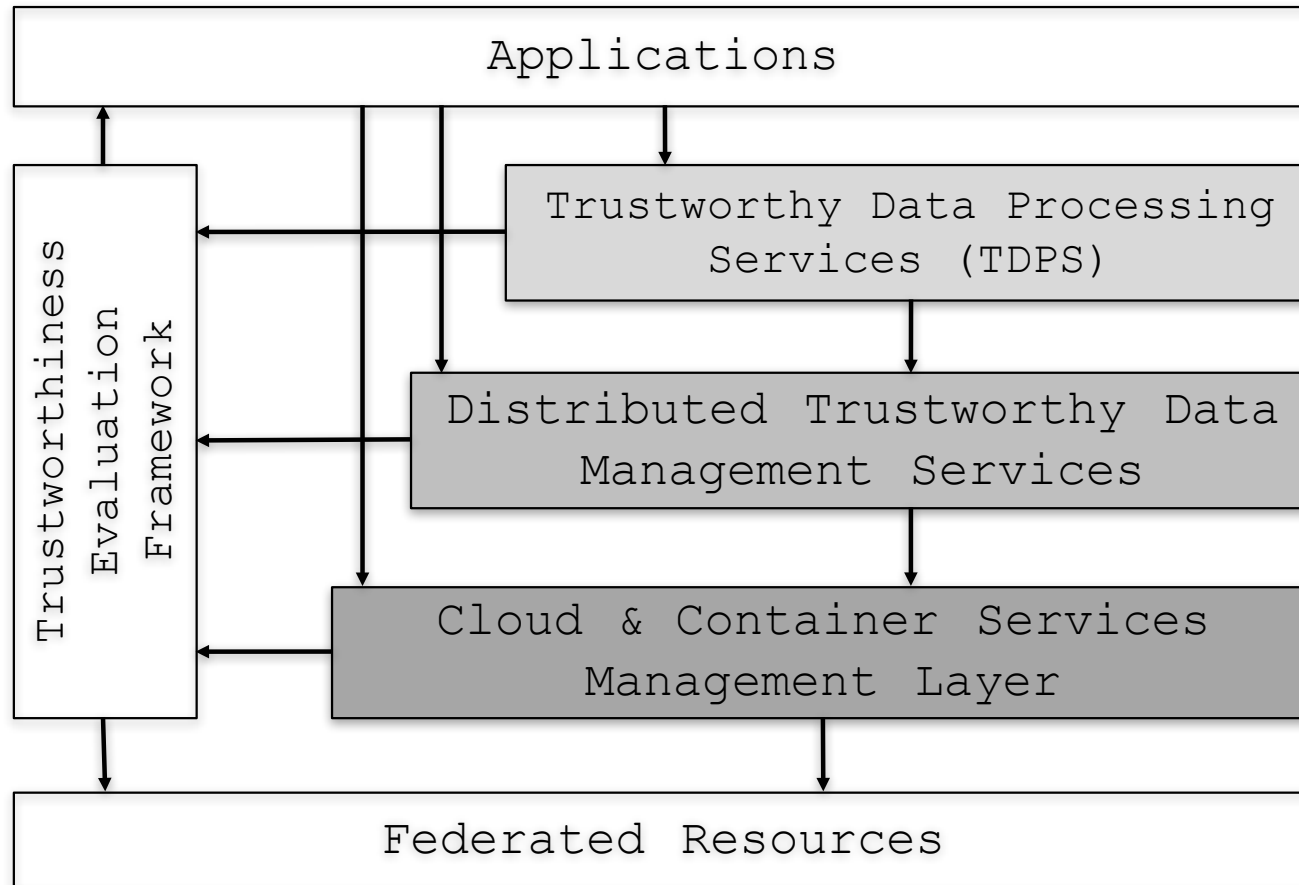 Applications
Trustworthy Data Processing
Services (TDPS)
Trustworthiness
Evaluation
Framework
Distributed Trustworthy Data
Management Services
Cloud & Container Services
Management Layer
Federated Resources